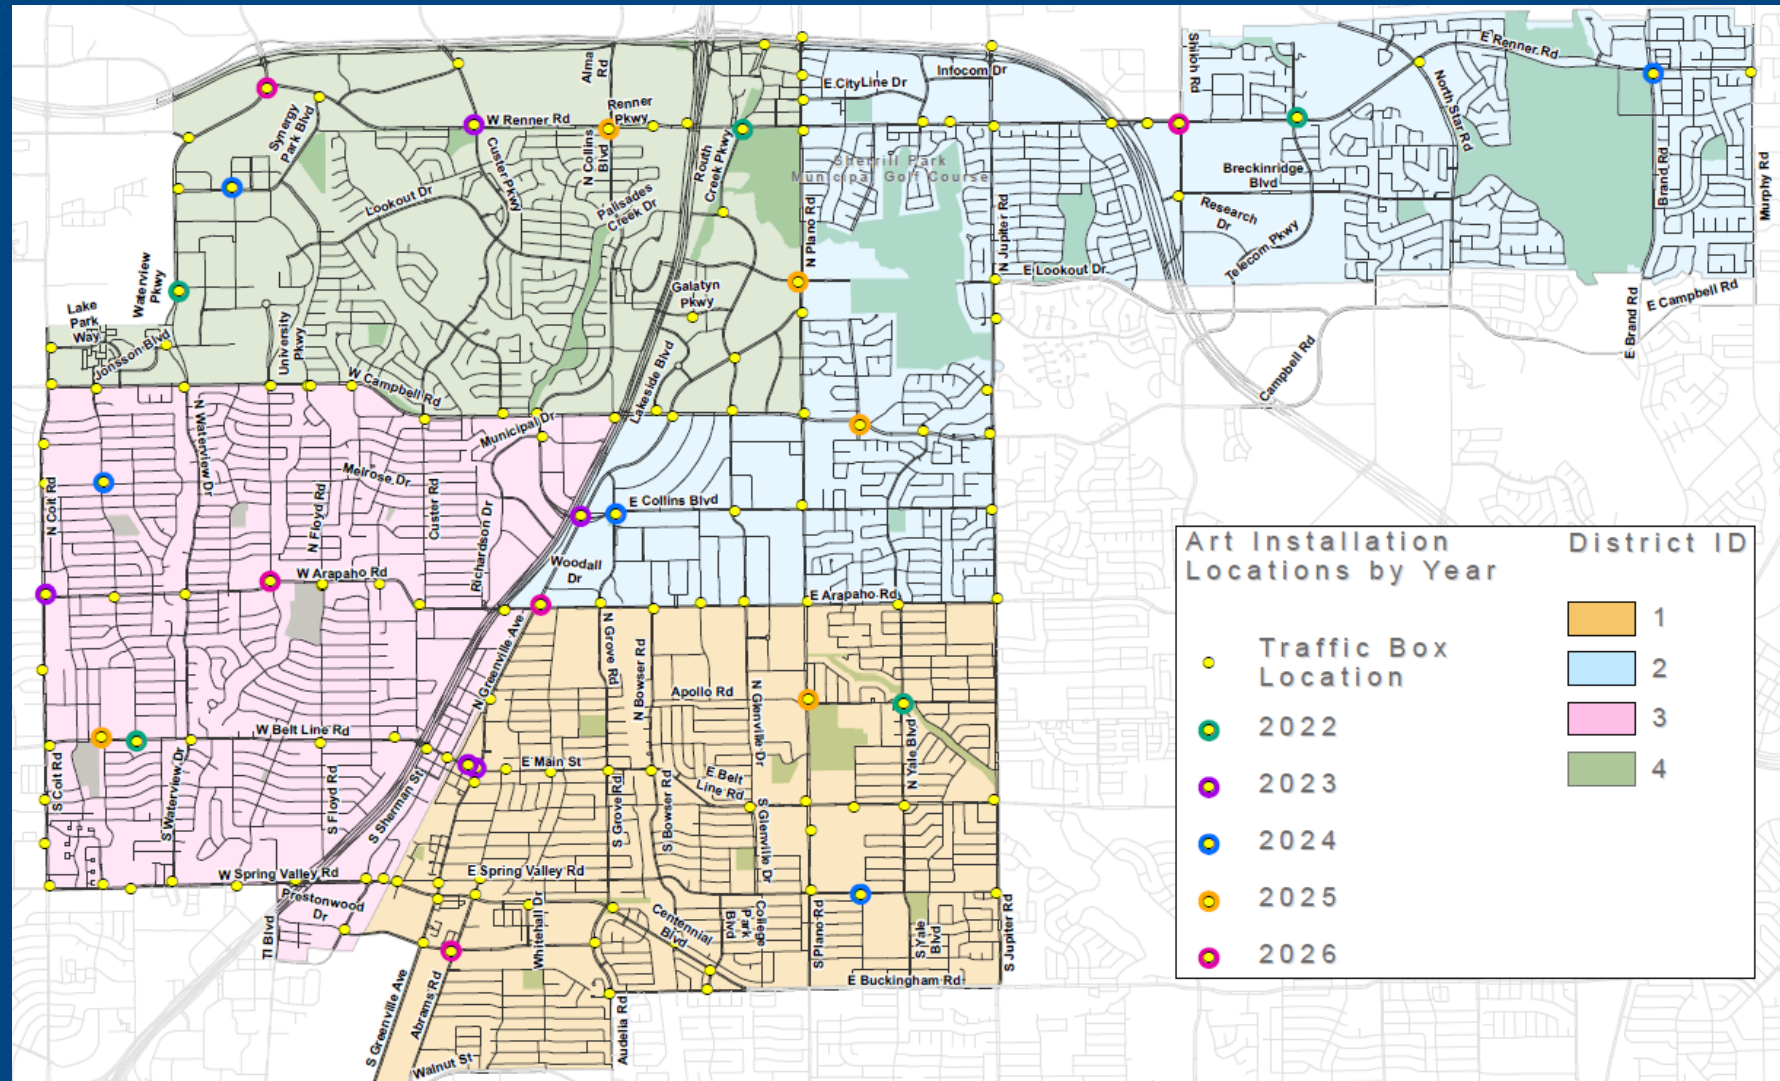 Alma
Rd
Shiloh Rd
E Renner Rd
Infocom Dr
E CityLine Dr
North Star Rd
Synergy
Park Blvd
W Renner Rd
Renner
Pkwy
N Collins
Blvd
Custer Pkwy
Routh
Creek Pkwy
Sherrill Park
Municipal Golf Course
Breckinridge
Blvd
Brand Rd
Murphy Rd
Lookout Dr
Palisades
Creek Dr
N Plano Rd
N Jupiter Rd
Research
Dr
Telecom Pkwy
E Lookout Dr
Waterview
Pkwy
Galatyn
Pkwy
E Campbell Rd
E Brand Rd
Lake
Park
Way
Jonsson Blvd
University
Pkwy
W Campbell Rd
Lakeside Blvd
Campbell Rd
Municipal Dr
N Waterview Dr
Melrose Dr
N Coit Rd
N Floyd Rd
Custer Rd
Richardson Dr
E Collins Blvd
Woodall
Dr
W Arapaho Rd
E Arapaho Rd
N Greenville Ave
N Grove Rd
N Bowser Rd
Apollo Rd
N Glenville Dr
N Yale Blvd
W Belt Line Rd
E Main St
E Belt
Line Rd
S Coit Rd
S Waterview Dr
S Floyd Rd
S Sherman St
S Grove Rd
S Bowser Rd
S Glenville Dr
W Spring Valley Rd
E Spring Valley Rd
Prestonwood
Dr
TI Blvd
Whitehall Dr
Centennial
Blvd
College
Park
Blvd
S Plano Rd
S Yale
Blvd
S Jupiter Rd
E Buckingham Rd
S Greenville Ave
Abrams Rd
Audelia Rd
Walnut St
Art Installation
Locations by Year
Traffic Box
Location
2022
2023
2024
2025
2026
District ID
1
2
3
4